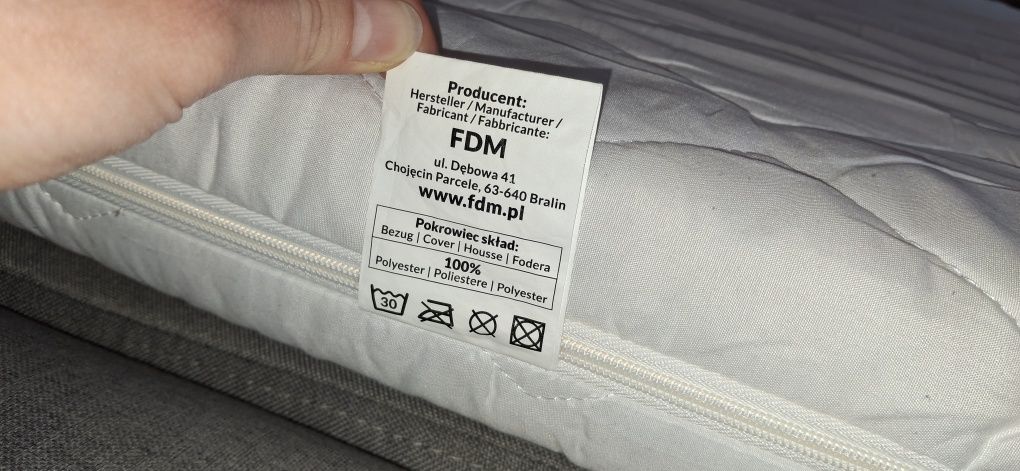 Producent:
Hersteller / Manufacturer /
Fabricant / Fabbricante:
FDM
ul. Dębowa 41
Chojęcin Parcele, 63-640 Bralin
www.fdm.pl
Pokrowiec skład:
Bezug | Cover | Housse | Fodera
100%
Polyester | Poliestere | Polyester
30